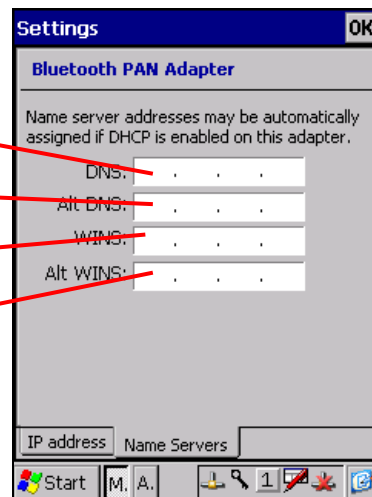 Settings OK
Bluetooth PAN Adapter
Name server addresses may be automatically
assigned if DHCP is enabled on this adapter.
DNS: . . .
Alt DNS: . . .
WINS: . . .
Alt WINS: . . .
IP address Name Servers
Start M. A. 1